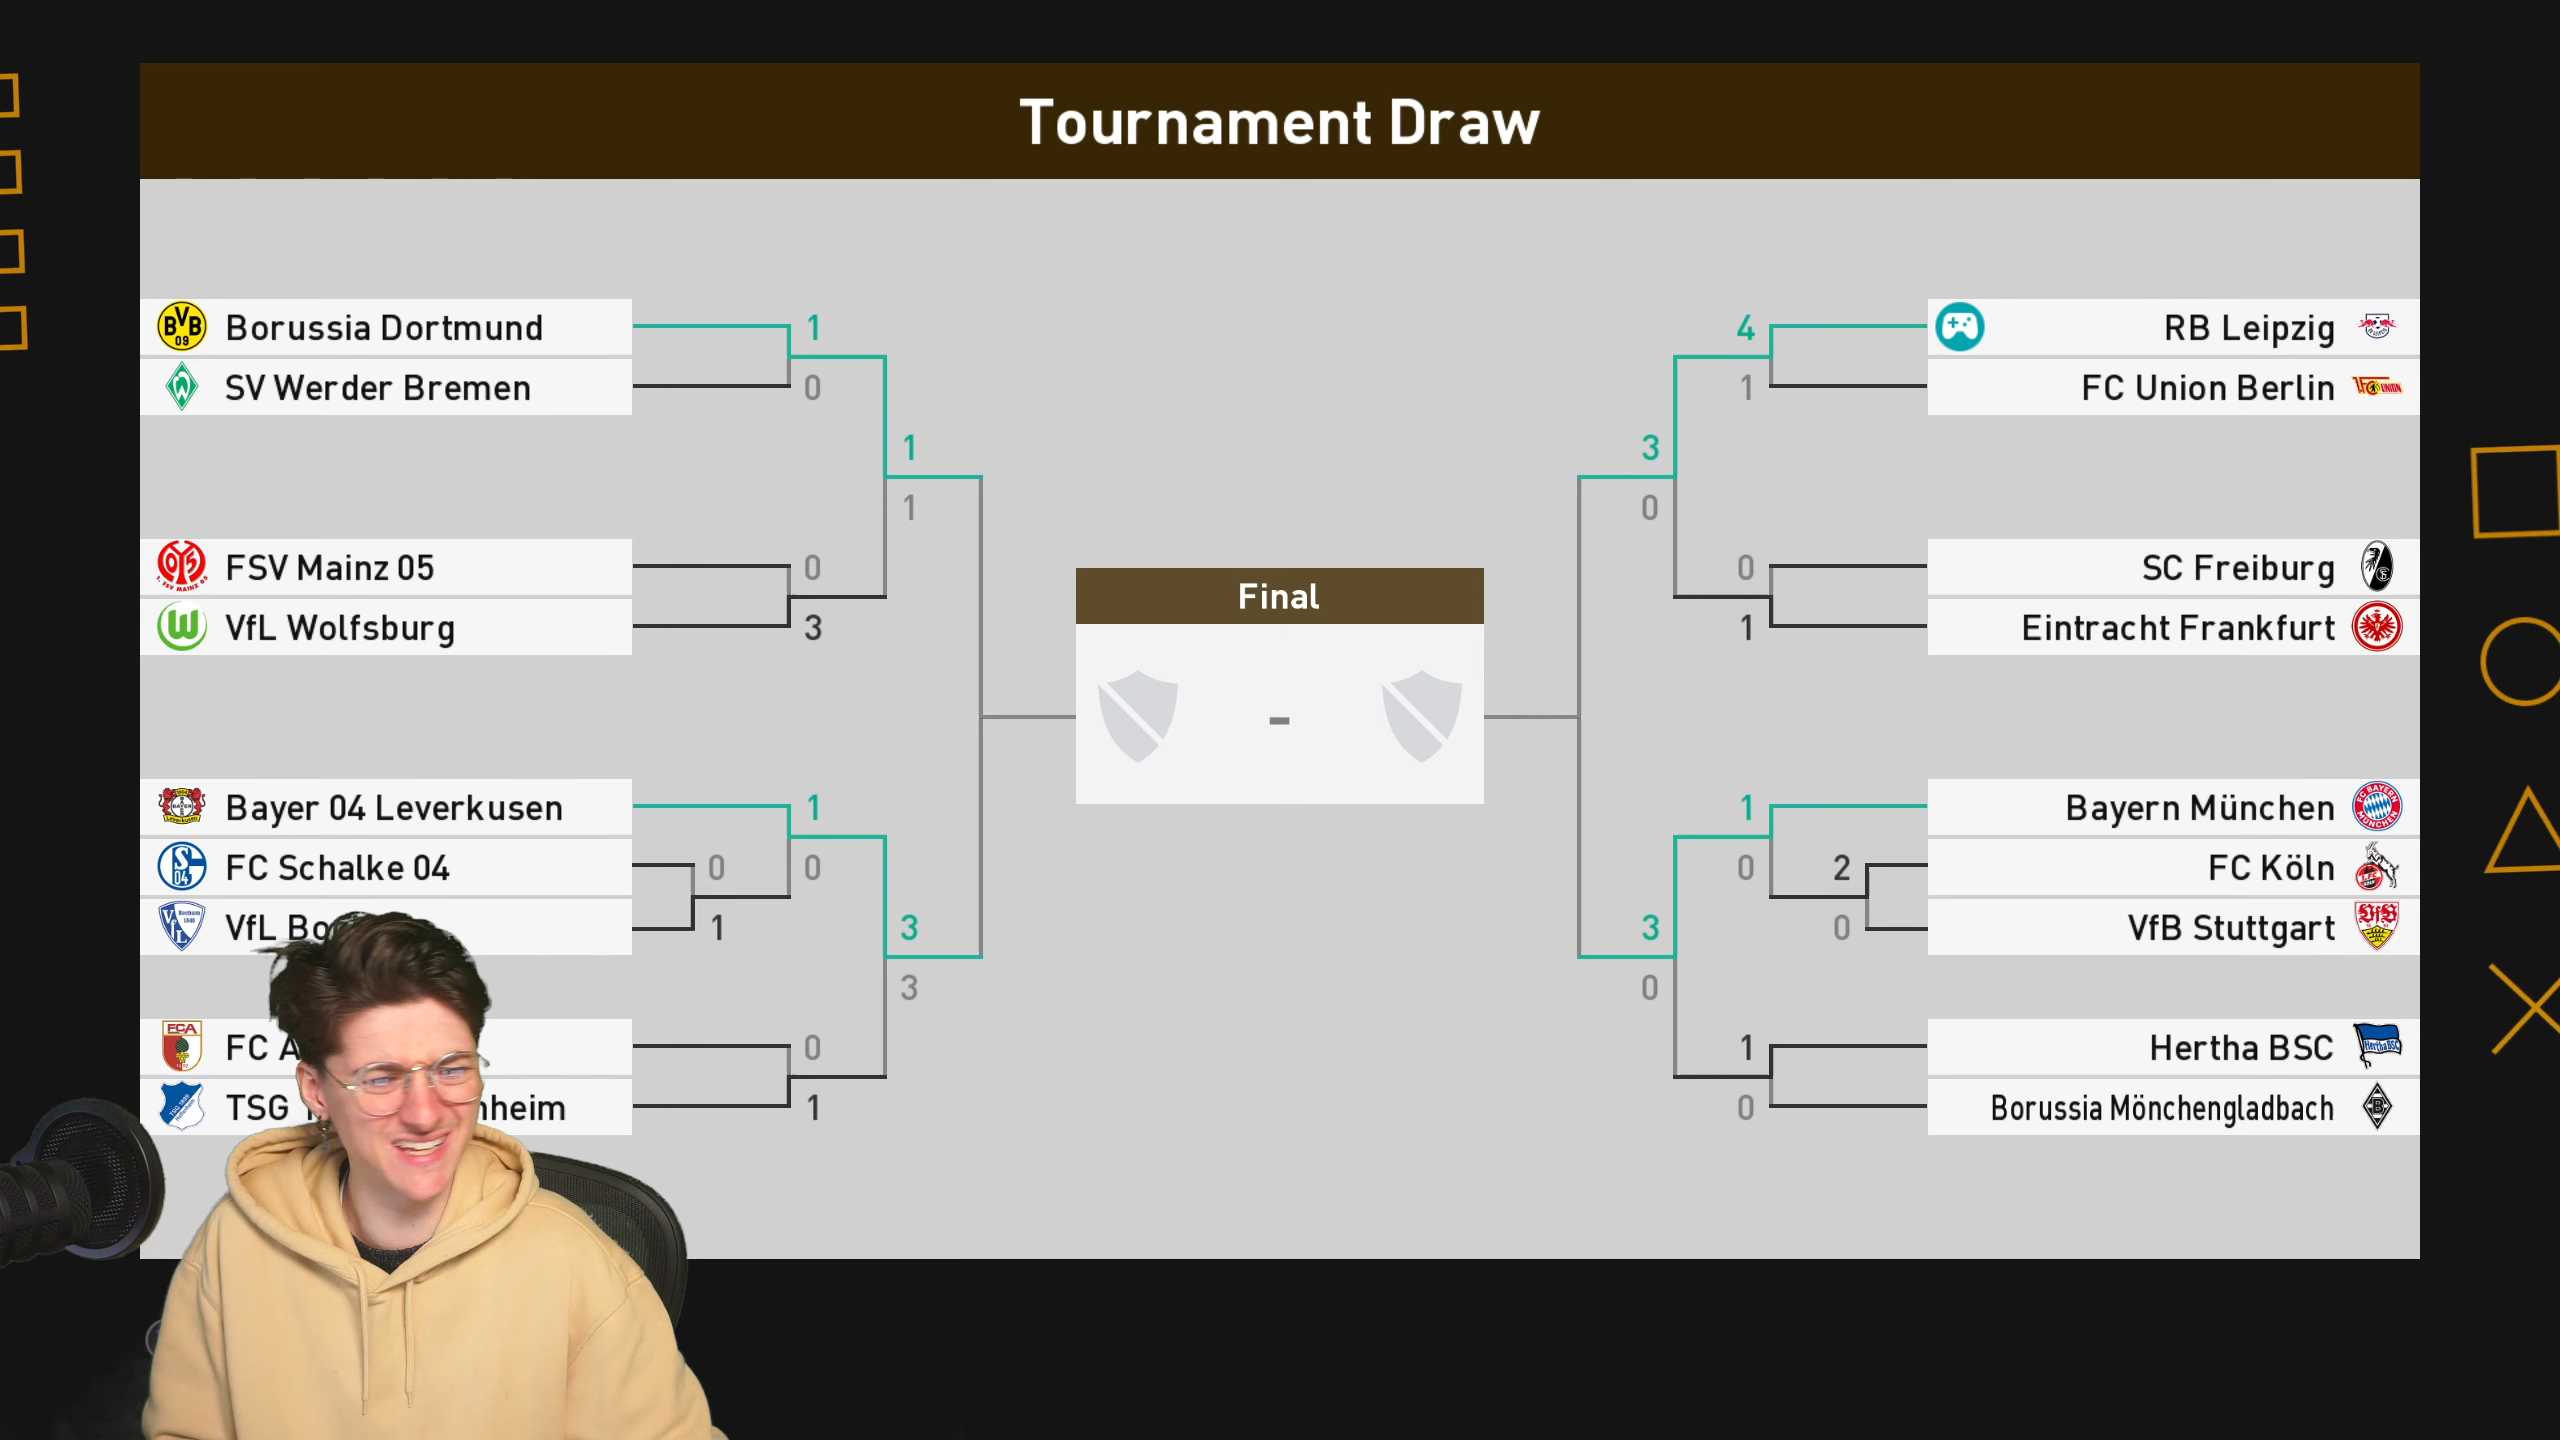 Tournament Draw
Borussia Dortmund 1
SV Werder Bremen 0
1
1
FSV Mainz 05 0
VfL Wolfsburg 3
Bayer 04 Leverkusen 1
FC Schalke 04 0 0
VfL 1
3
3
FC 0
TSG 1
Final
-
4 RB Leipzig
1 FC Union Berlin
3
0
0 SC Freiburg
1 Eintracht Frankfurt
1 Bayern München
0 2 FC Köln
0 VfB Stuttgart
3
0
1 Hertha BSC
0 Borussia Mönchengladbach